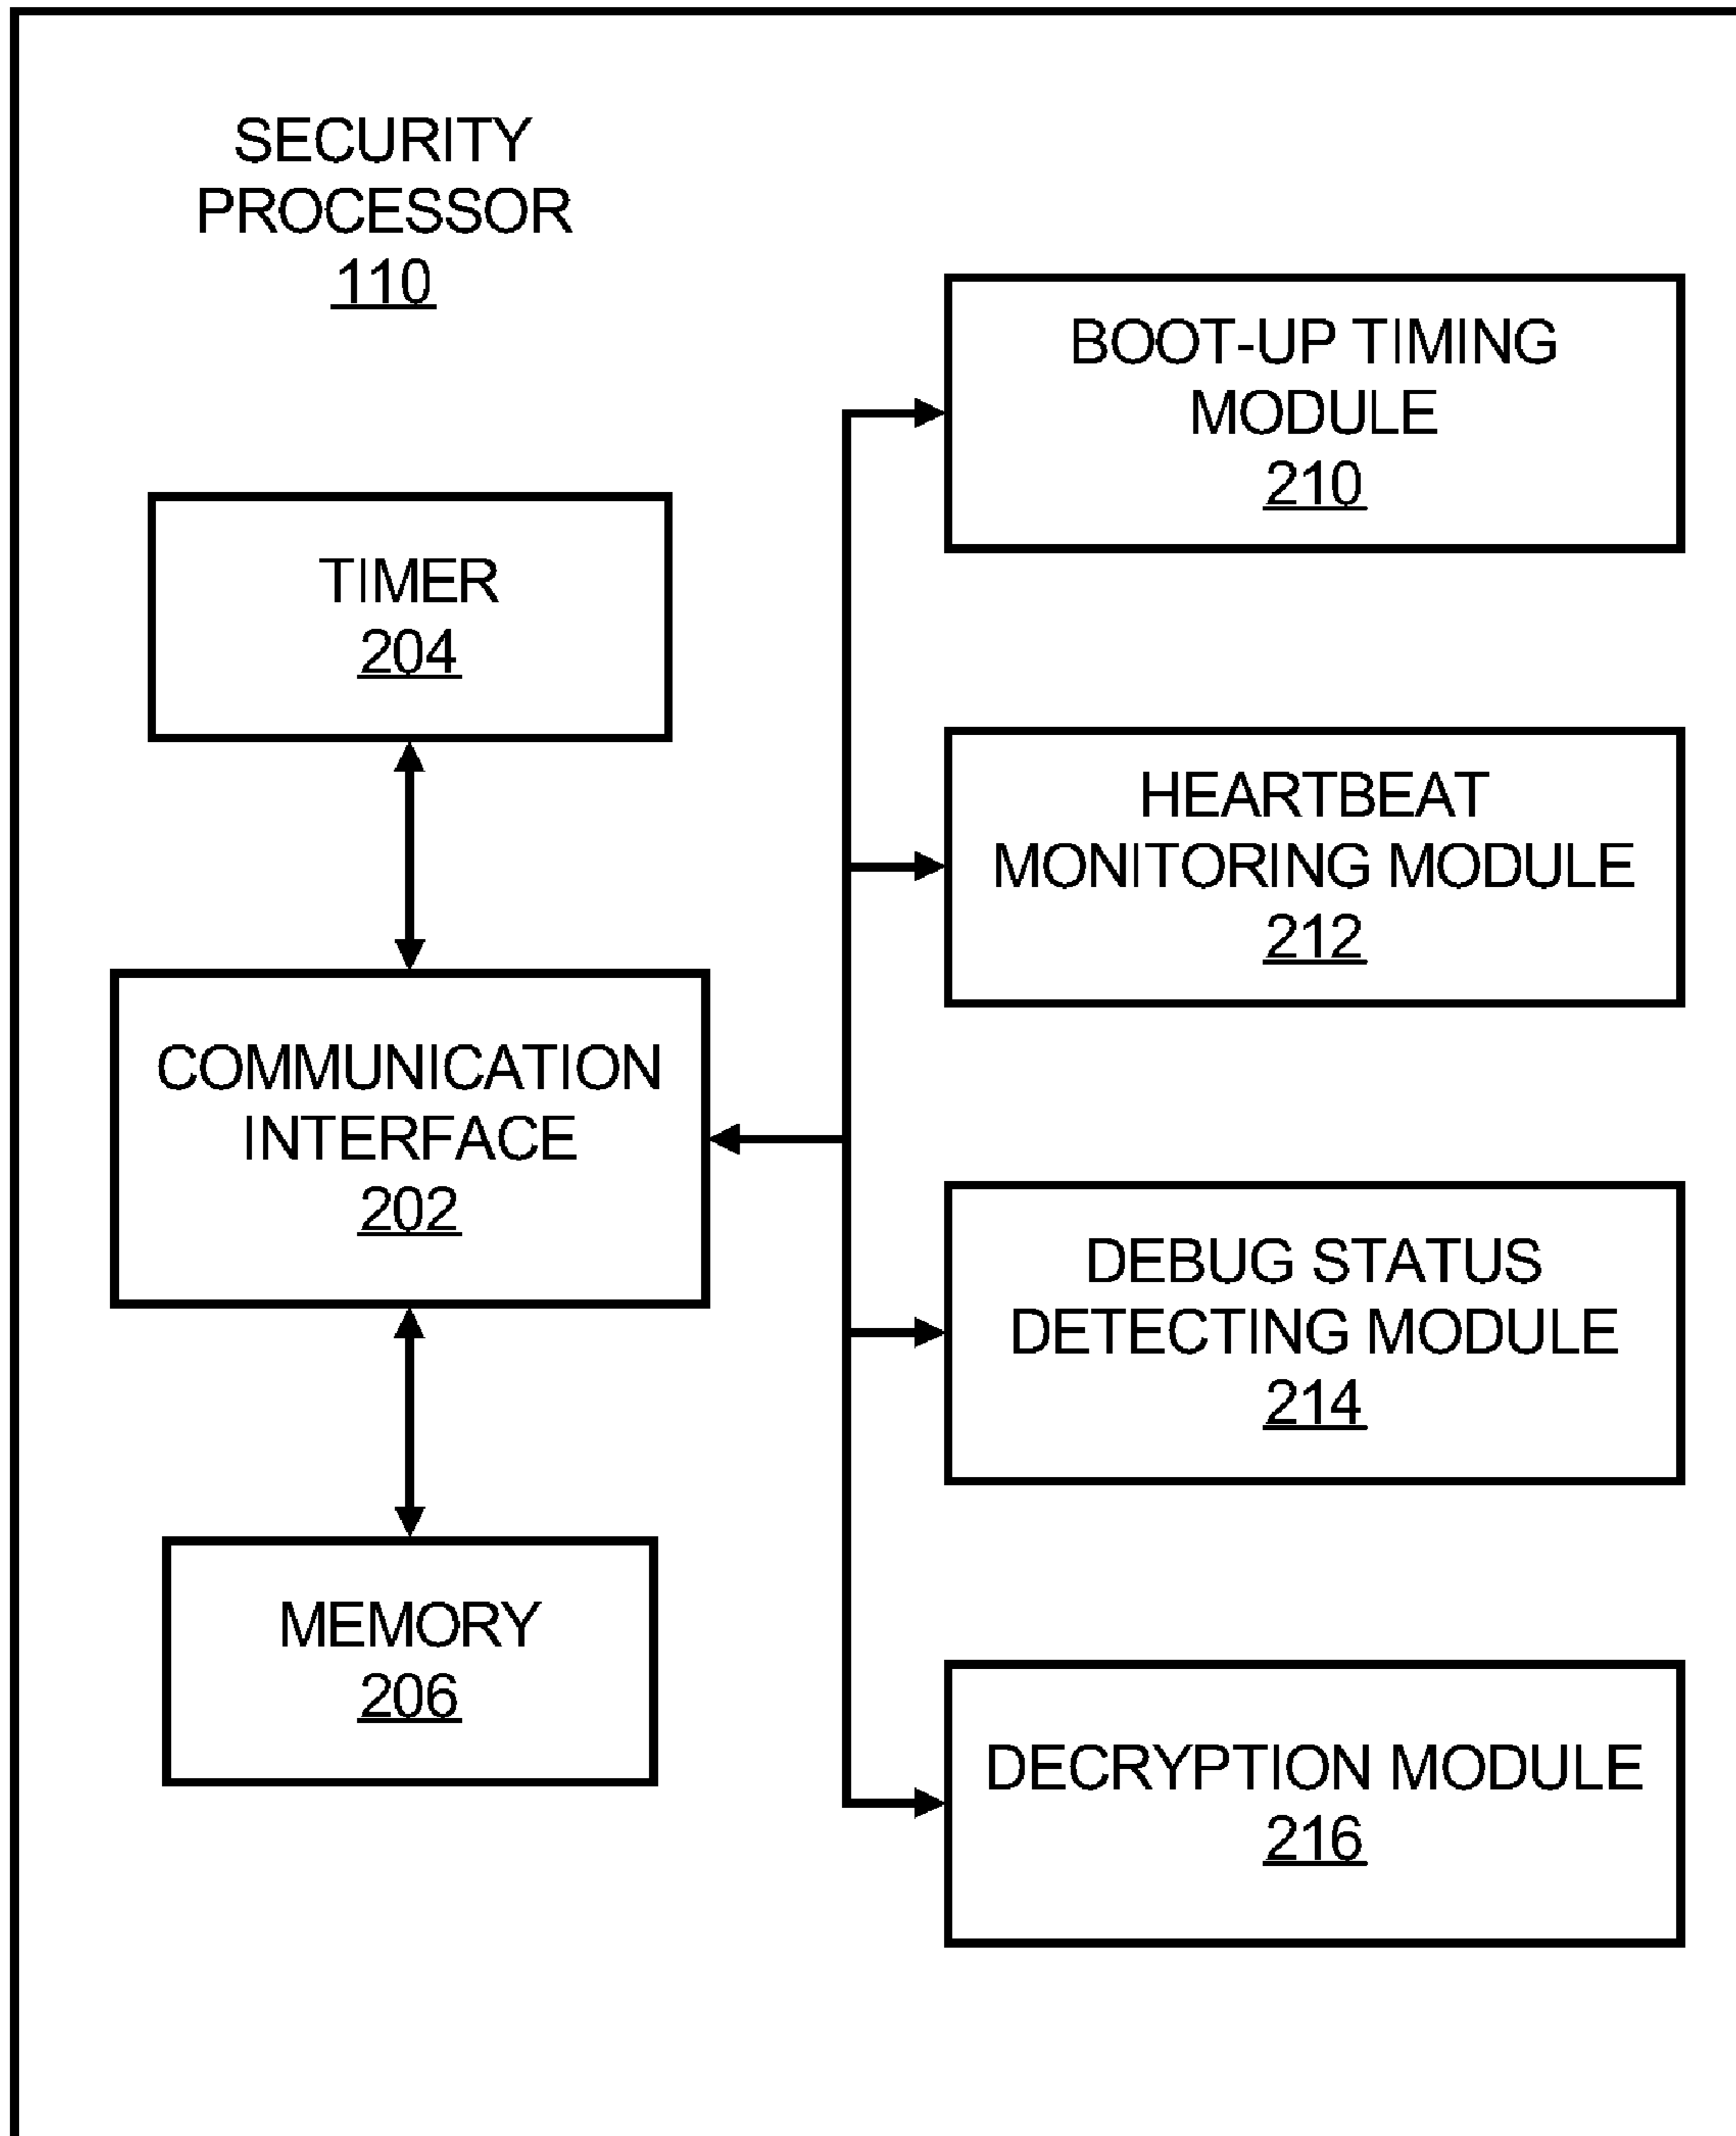 SECURITY
PROCESSOR
110
TIMER
204
COMMUNICATION
INTERFACE
202
MEMORY
206
BOOT-UP TIMING
MODULE
210
HEARTBEAT
MONITORING MODULE
212
DEBUG STATUS
DETECTING MODULE
214
DECRYPTION MODULE
216